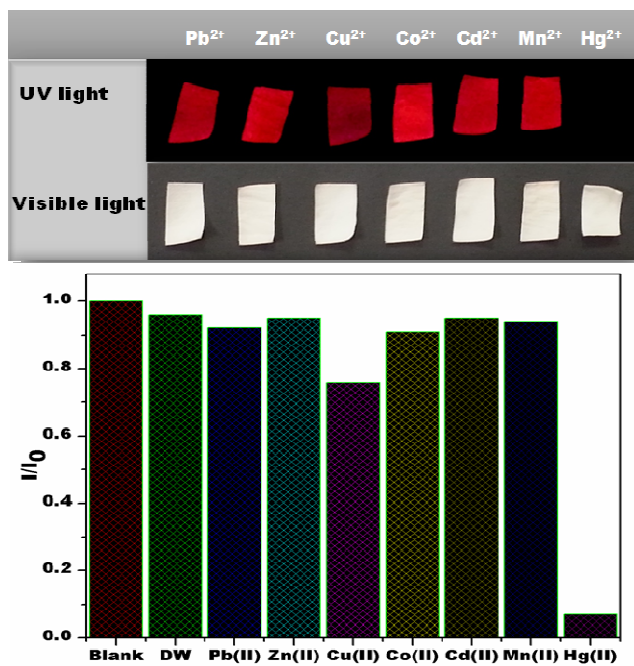 Pb²⁺ Zn²⁺ Cu²⁺ Co²⁺ Cd²⁺ Mn²⁺ Hg²⁺
UV light
Visible light
1.0
0.8
0.6
0.4
0.2
0.0
I/I₀
Blank DW Pb(II) Zn(II) Cu(II) Co(II) Cd(II) Mn(II) Hg(II)